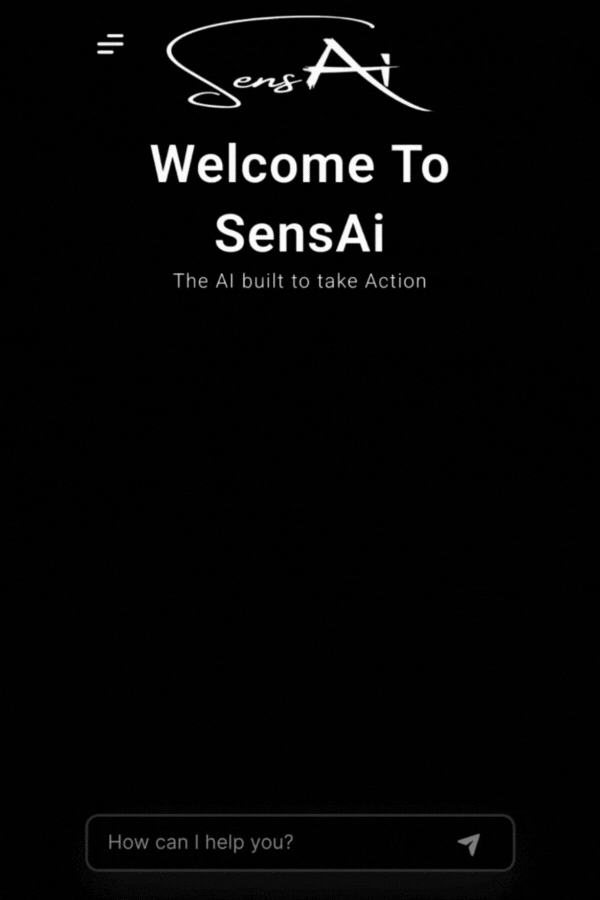 SensAi
Welcome To
SensAi
The AI built to take Action
How can I help you?